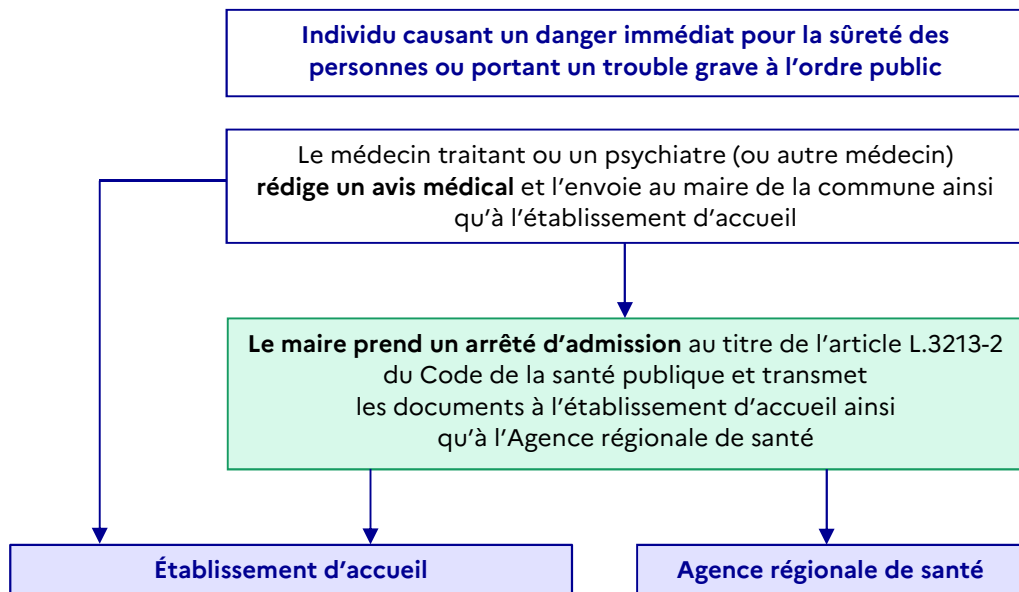 Individu causant un danger immédiat pour la sûreté des
personnes ou portant un trouble grave à l’ordre public
Le médecin traitant ou un psychiatre (ou autre médecin)
rédige un avis médical et l’envoie au maire de la commune ainsi
qu’à l’établissement d’accueil
Le maire prend un arrêté d’admission au titre de l’article L.3213-2
du Code de la santé publique et transmet
les documents à l’établissement d’accueil ainsi
qu’à l’Agence régionale de santé
Établissement d’accueil
Agence régionale de santé